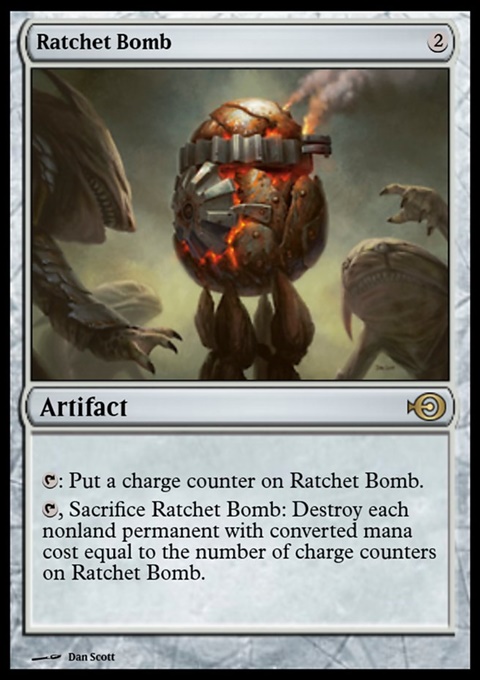 Ratchet Bomb 2
Artifact
: Put a charge counter on Ratchet Bomb.
, Sacrifice Ratchet Bomb: Destroy each
nonland permanent with converted mana
cost equal to the number of charge counters
on Ratchet Bomb.
Dan Scott